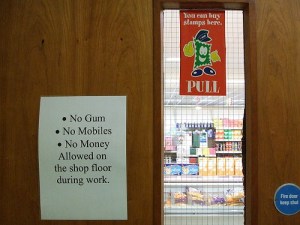 You can buy
stamps here.
PULL
• No Gum
• No Mobiles
• No Money
Allowed on
the shop floor
during work.
Fire door
keep shut